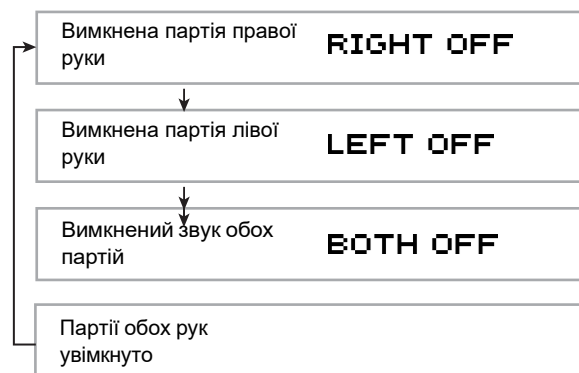 Вимкнена партія правої
руки
RIGHT OFF
Вимкнена партія лівої
руки
LEFT OFF
Вимкнений звук обох
партій
BOTH OFF
Партії обох рук
увімкнуто